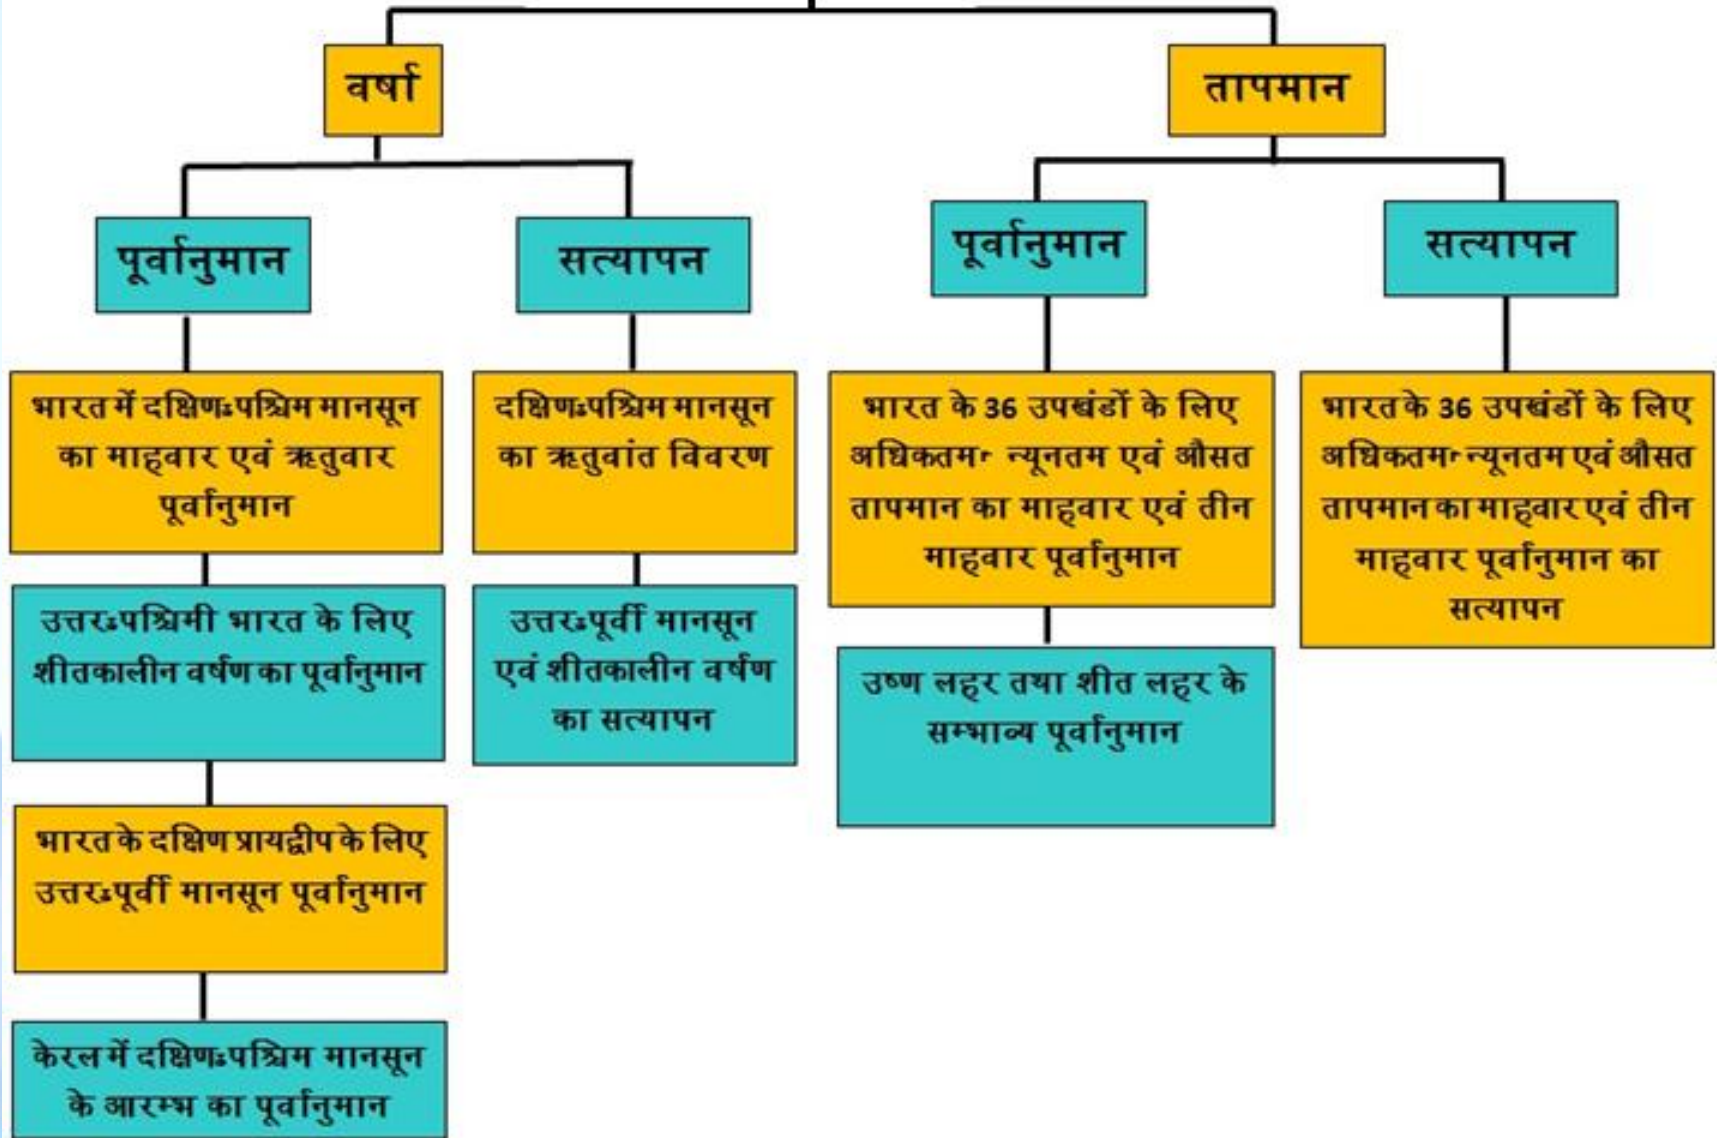 वर्षा
तापमान
पूर्वानुमान
सत्यापन
पूर्वानुमान
सत्यापन
भारत में दक्षिणःपश्चिम मानसून
का माहवार एवं ऋतुवार
पूर्वानुमान
दक्षिणःपश्चिम मानसून
का ऋतुवांत विवरण
भारत के 36 उपखंडों के लिए
अधिकतमr न्यूनतम एवं औसत
तापमान का माहवार एवं तीन
माहवार पूर्वानुमान
भारत के 36 उपखंडों के लिए
अधिकतमr न्यूनतम एवं औसत
तापमान का माहवार एवं तीन
माहवार पूर्वानुमान का
सत्यापन
उत्तरःपश्चिमी भारत के लिए
शीतकालीन वर्षण का पूर्वानुमान
उत्तरःपूर्वी मानसून
एवं शीतकालीन वर्षण
का सत्यापन
उष्ण लहर तथा शीत लहर के
सम्भाव्य पूर्वानुमान
भारत के दक्षिण प्रायद्वीप के लिए
उत्तरःपूर्वी मानसून पूर्वानुमान
केरल में दक्षिणःपश्चिम मानसून
के आरम्भ का पूर्वानुमान